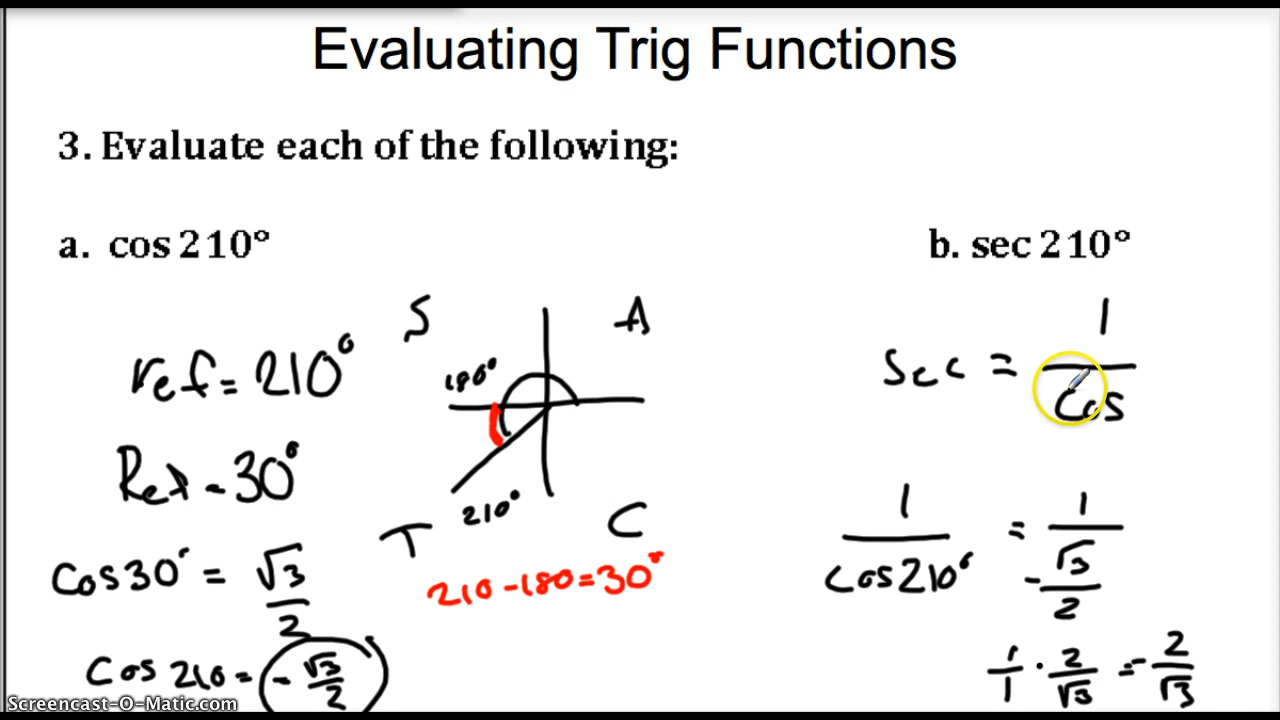 Evaluating Trig Functions
3. Evaluate each of the following:
a. cos 210°
b. sec 210°
ref = 210°
Ref = 30°
cos 30° = √3/2
cos 210 = -√3/2
S
A
180°
210°
T
C
210 - 180 = 30°
sec = 1/cos
1/cos 210° = 1/-√3/2
1/1 · 2/√3 = -2/√3
Screencast-O-Matic.com